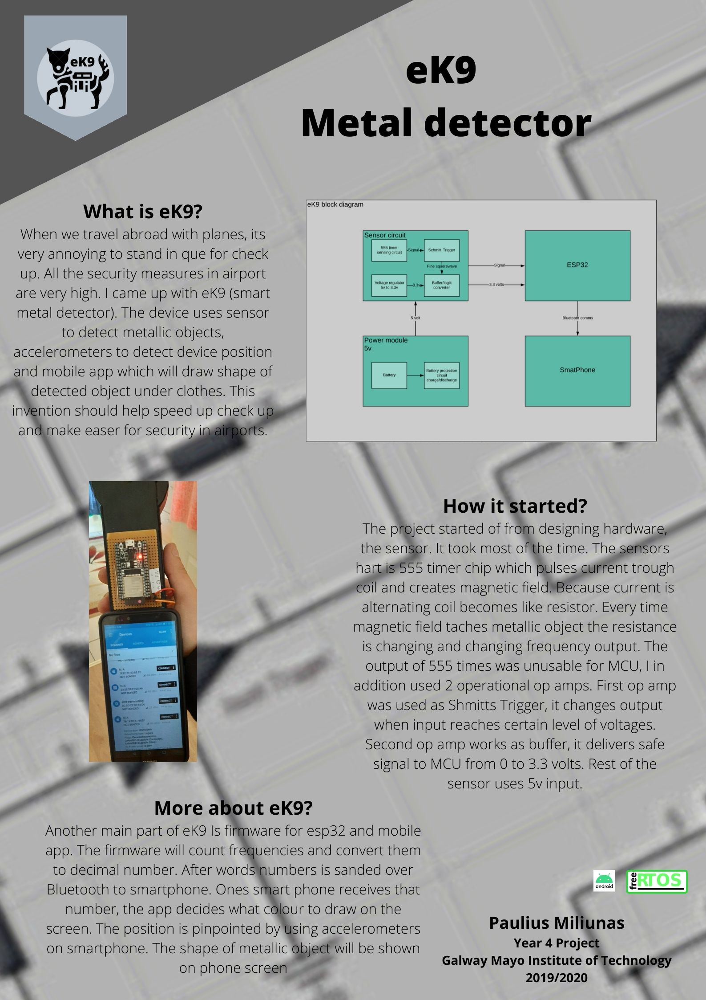 eK9
eK9
Metal detector
What is eK9?
When we travel abroad with planes, its
very annoying to stand in que for check
up. All the security measures in airport
are very high. I came up with eK9 (smart
metal detector). The device uses sensor
to detect metallic objects,
accelerometers to detect device position
and mobile app which will draw shape of
detected object under clothes. This
invention should help speed up check up
and make easer for security in airports.
eK9 block diagram
Sensor circuit
555 timer
sensing circuit
Signal
Schmitt Trigger
Fine squerewave
Voltage regulator
5v to 3.3v
3.3v
Buffer/logik
converter
Signal
3.3 volts
ESP32
5 volt
Bluetooth comms
Power module
5v
Battery
Battery protection
circuit
charge/discharge
SmatPhone
Devices
SCAN
SCANNER
BONDED
ADVERTISER
No filter
NOT BONDED
N/A
CONNECT
NOT BONDED
N/A
CONNECT
NOT BONDED
eK9 transmiting
CONNECT
NOT BONDED
N/A
CONNECT
NOT BONDED
How it started?
The project started of from designing hardware,
the sensor. It took most of the time. The sensors
hart is 555 timer chip which pulses current trough
coil and creates magnetic field. Because current is
alternating coil becomes like resistor. Every time
magnetic field taches metallic object the resistance
is changing and changing frequency output. The
output of 555 times was unusable for MCU, I in
addition used 2 operational op amps. First op amp
was used as Shmitts Trigger, it changes output
when input reaches certain level of voltages.
Second op amp works as buffer, it delivers safe
signal to MCU from 0 to 3.3 volts. Rest of the
sensor uses 5v input.
More about eK9?
Another main part of eK9 Is firmware for esp32 and mobile
app. The firmware will count frequencies and convert them
to decimal number. After words numbers is sanded over
Bluetooth to smartphone. Ones smart phone receives that
number, the app decides what colour to draw on the
screen. The position is pinpointed by using accelerometers
on smartphone. The shape of metallic object will be shown
on phone screen
android
free RTOS
Paulius Miliunas
Year 4 Project
Galway Mayo Institute of Technology
2019/2020